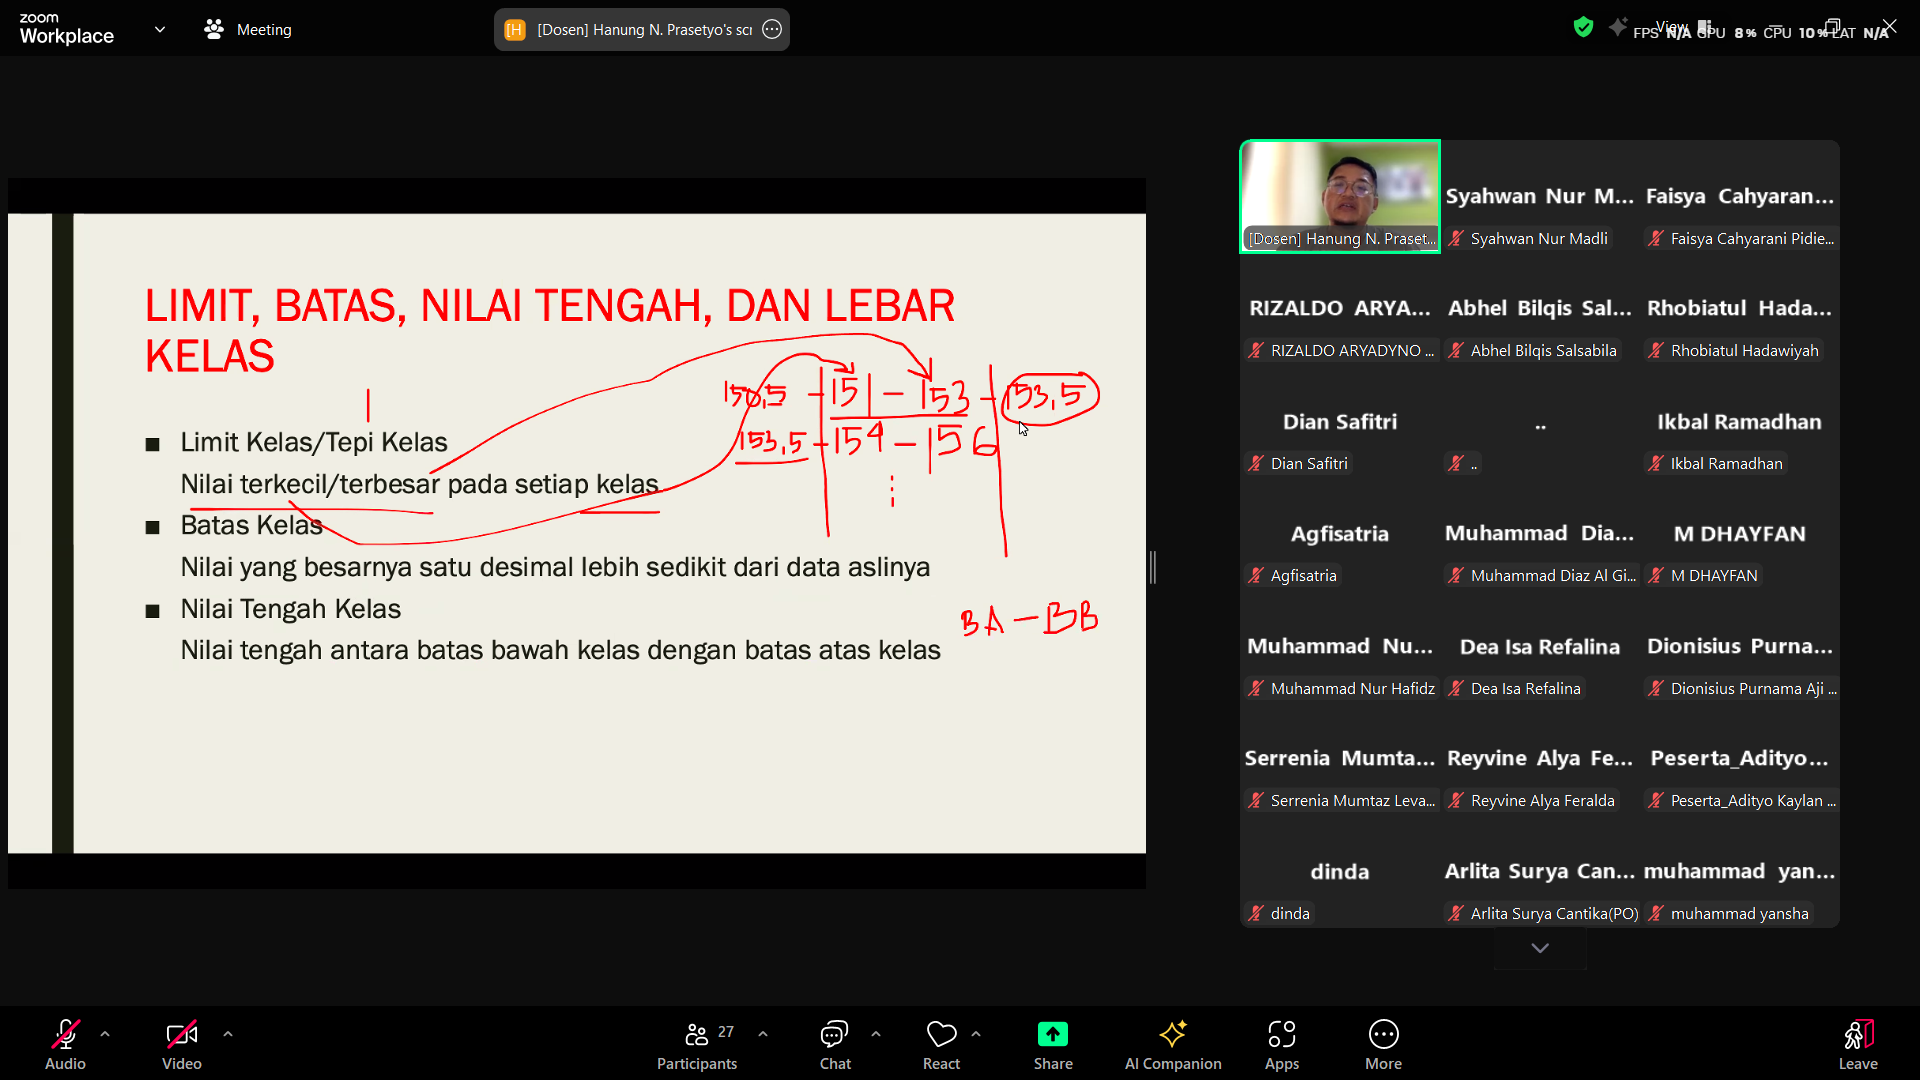 zoom
Workplace
Meeting
[H [Dosen] Hanung N. Prasetyo's scr
View
FPS N/A GPU 8% CPU 10% LAT N/A
LIMIT, BATAS, NILAI TENGAH, DAN LEBAR
KELAS
150,5 – 151 – 153 – 153,5
153,5 – 154 – 156
Limit Kelas/Tepi Kelas
Nilai terkecil/terbesar pada setiap kelas
Batas Kelas
Nilai yang besarnya satu desimal lebih sedikit dari data aslinya
Nilai Tengah Kelas
BA – BB
Nilai tengah antara batas bawah kelas dengan batas atas kelas
[Dosen] Hanung N. Praset...
Syahwan Nur M...
Syahwan Nur Madli
Faisya Cahyaran...
Faisya Cahyarani Pidie...
RIZALDO ARYA...
RIZALDO ARYADYNO ...
Abhel Bilqis Sal...
Abhel Bilqis Salsabila
Rhobiatul Hada...
Rhobiatul Hadawiyah
Dian Safitri
Dian Safitri
..
..
Ikbal Ramadhan
Ikbal Ramadhan
Agfisatria
Agfisatria
Muhammad Dia...
Muhammad Diaz Al Gi...
M DHAYFAN
M DHAYFAN
Muhammad Nu...
Muhammad Nur Hafidz
Dea Isa Refalina
Dea Isa Refalina
Dionisius Purna...
Dionisius Purnama Aji ...
Serrenia Mumta...
Serrenia Mumtaz Leva...
Reyvine Alya Fe...
Reyvine Alya Feralda
Peserta_Adityo...
Peserta_Adityo Kaylan ...
dinda
dinda
Arlita Surya Can...
Arlita Surya Cantika(PO)
muhammad yan...
muhammad yansha
Audio
Video
Participants 27
Chat
React
Share
AI Companion
Apps
More
Leave